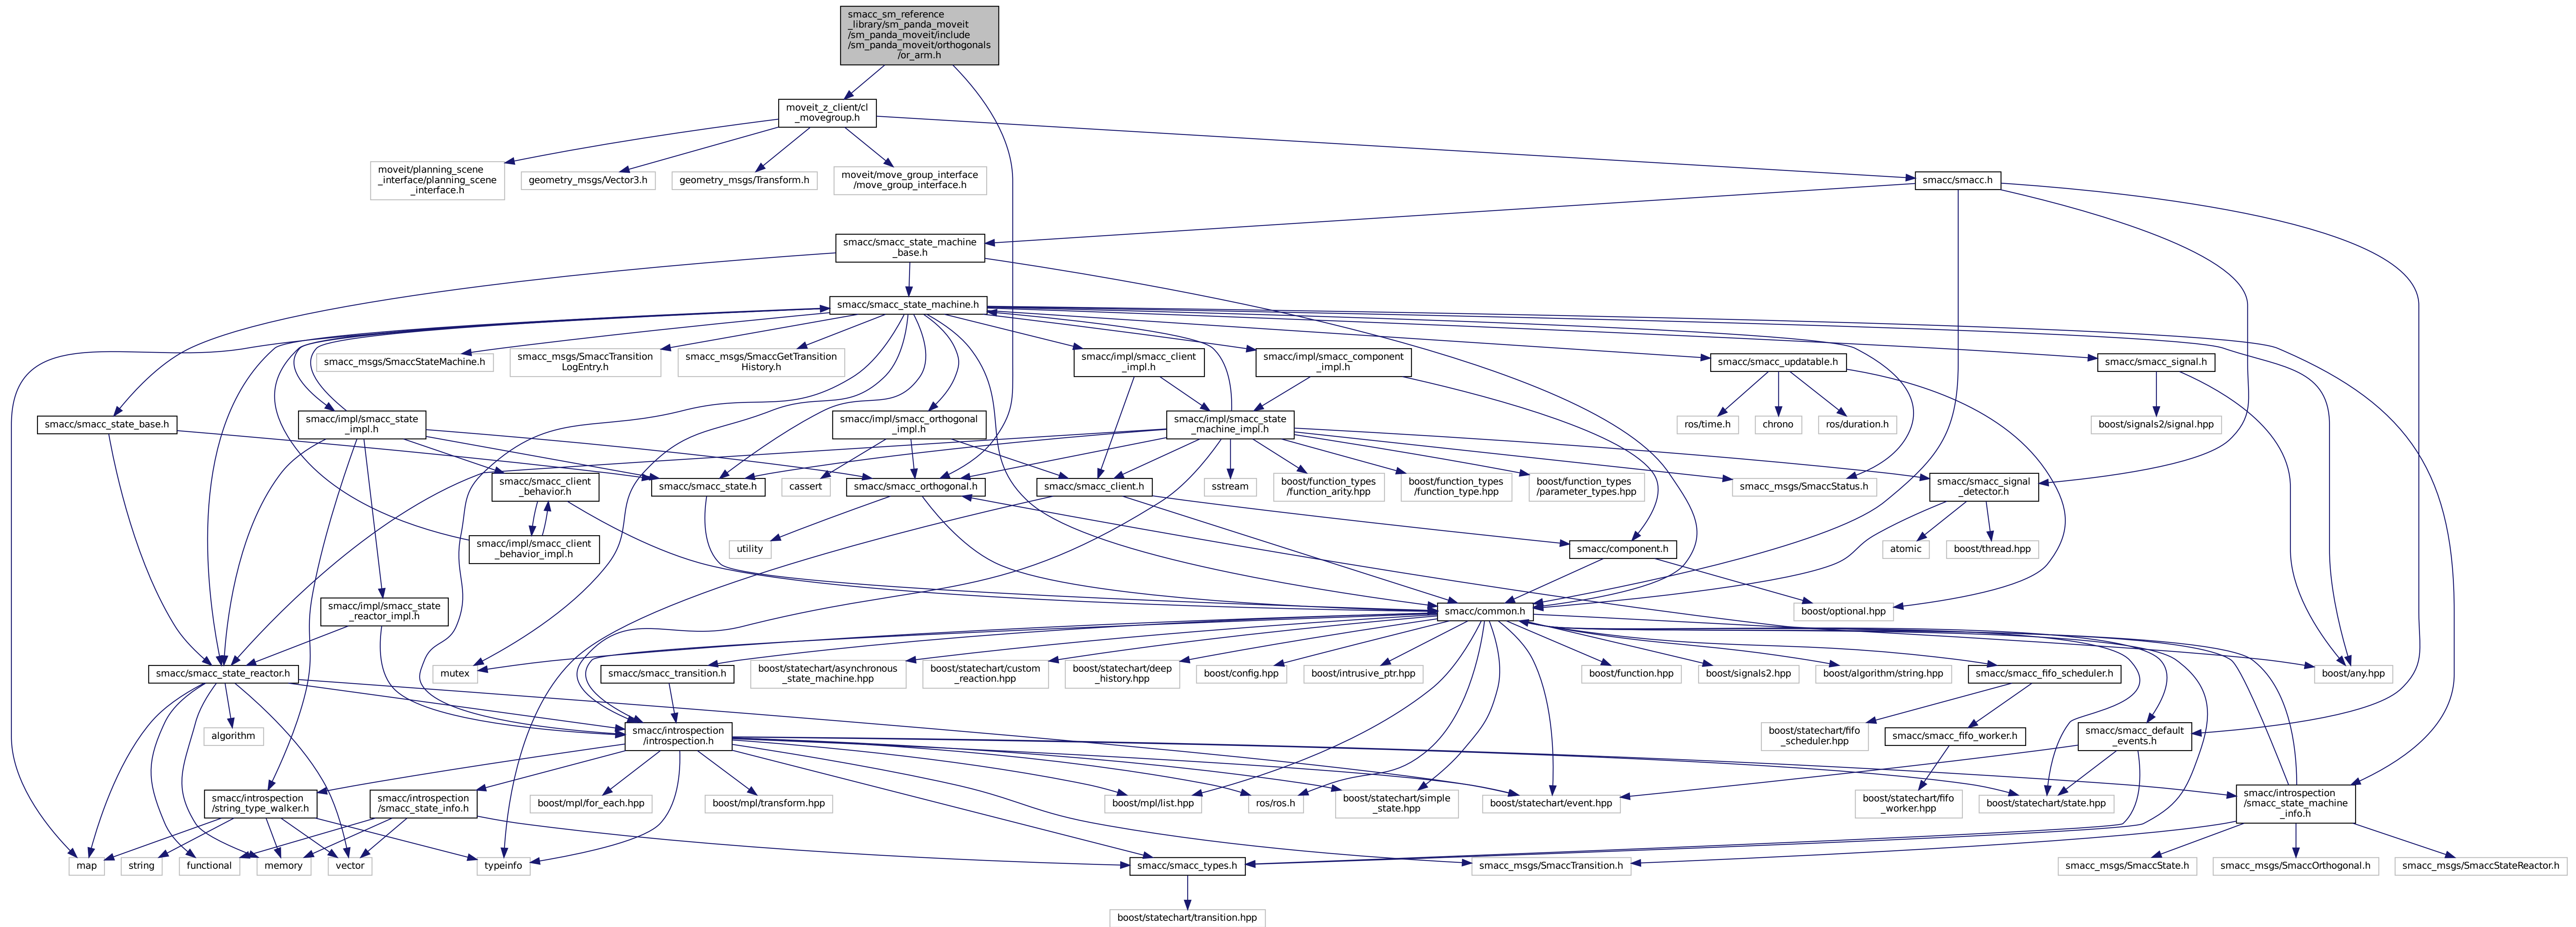 smacc_sm_reference
_library/sm_panda_moveit
/sm_panda_moveit/include
/sm_panda_moveit/orthogonals
/or_arm.h
moveit_z_client/cl
_movegroup.h
moveit/planning_scene
_interface/planning_scene
_interface.h
geometry_msgs/Vector3.h
geometry_msgs/Transform.h
moveit/move_group_interface
/move_group_interface.h
smacc/smacc.h
smacc/smacc_state_machine
_base.h
smacc/smacc_state_machine.h
smacc_msgs/SmaccStateMachine.h
smacc_msgs/SmaccTransition
LogEntry.h
smacc_msgs/SmaccGetTransition
History.h
smacc/impl/smacc_client
_impl.h
smacc/impl/smacc_component
_impl.h
smacc/smacc_updatable.h
smacc/smacc_signal.h
smacc/smacc_state_base.h
smacc/impl/smacc_state
_impl.h
smacc/impl/smacc_orthogonal
_impl.h
smacc/impl/smacc_state
_machine_impl.h
ros/time.h
chrono
ros/duration.h
boost/signals2/signal.hpp
smacc/smacc_client
_behavior.h
smacc/smacc_state.h
cassert
smacc/smacc_orthogonal.h
smacc/smacc_client.h
sstream
boost/function_types
/function_arity.hpp
boost/function_types
/function_type.hpp
boost/function_types
/parameter_types.hpp
smacc_msgs/SmaccStatus.h
smacc/smacc_signal
_detector.h
smacc/impl/smacc_client
_behavior_impl.h
utility
smacc/component.h
atomic
boost/thread.hpp
smacc/impl/smacc_state
_reactor_impl.h
smacc/common.h
boost/optional.hpp
smacc/smacc_state_reactor.h
mutex
smacc/smacc_transition.h
boost/statechart/asynchronous
_state_machine.hpp
boost/statechart/custom
_reaction.hpp
boost/statechart/deep
_history.hpp
boost/config.hpp
boost/intrusive_ptr.hpp
boost/function.hpp
boost/signals2.hpp
boost/algorithm/string.hpp
smacc/smacc_fifo_scheduler.h
boost/any.hpp
algorithm
smacc/introspection
/introspection.h
boost/statechart/fifo
_scheduler.hpp
smacc/smacc_fifo_worker.h
smacc/smacc_default
_events.h
smacc/introspection
/string_type_walker.h
smacc/introspection
/smacc_state_info.h
boost/mpl/for_each.hpp
boost/mpl/transform.hpp
boost/mpl/list.hpp
ros/ros.h
boost/statechart/simple
_state.hpp
boost/statechart/event.hpp
boost/statechart/fifo
_worker.hpp
boost/statechart/state.hpp
smacc/introspection
/smacc_state_machine
_info.h
map
string
functional
memory
vector
typeinfo
smacc/smacc_types.h
smacc_msgs/SmaccTransition.h
smacc_msgs/SmaccState.h
smacc_msgs/SmaccOrthogonal.h
smacc_msgs/SmaccStateReactor.h
boost/statechart/transition.hpp